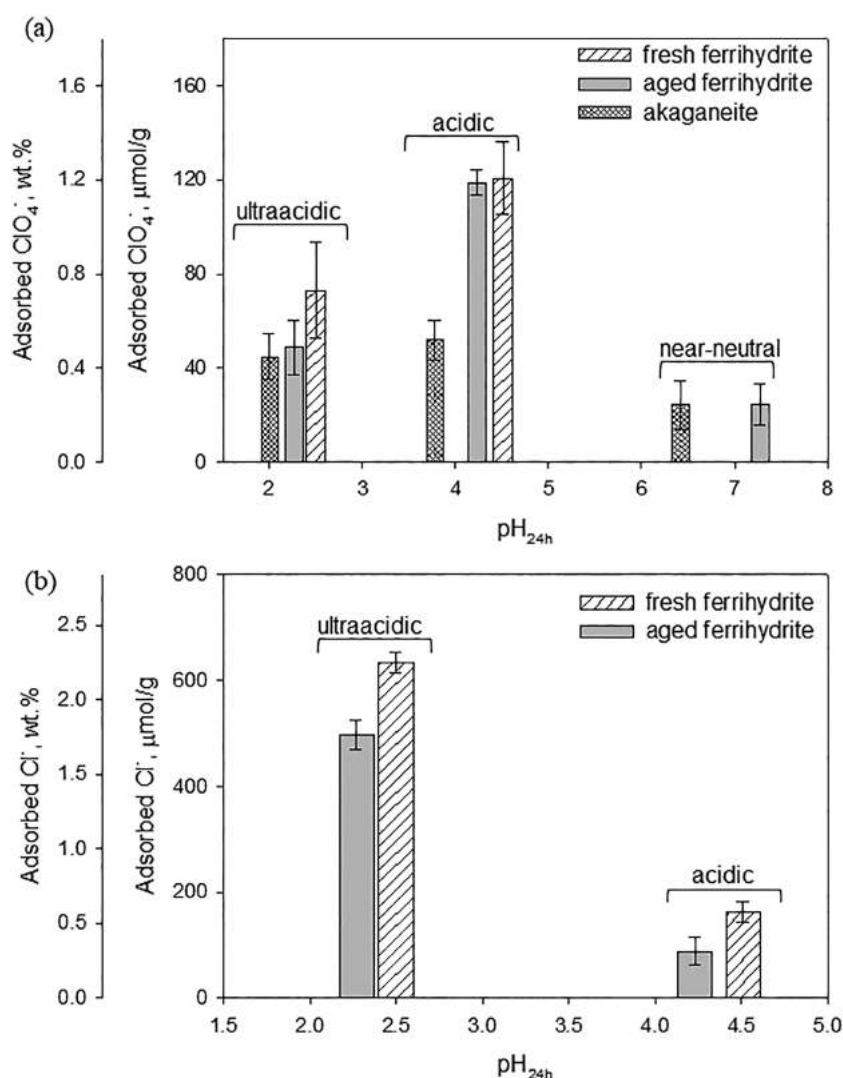 (a)
Adsorbed ClO₄⁻, wt.%
1.6
1.2
0.8
0.4
0.0
Adsorbed ClO₄⁻, μmol/g
160
120
80
40
0
fresh ferrihydrite
aged ferrihydrite
akaganeite
ultraacidic
acidic
near-neutral
2 3 4 5 6 7 8
pH₂₄ₕ
(b)
Adsorbed Cl⁻, wt.%
2.5
2.0
1.5
1.0
0.5
0.0
Adsorbed Cl⁻, μmol/g
800
600
400
200
0
fresh ferrihydrite
aged ferrihydrite
ultraacidic
acidic
1.5 2.0 2.5 3.0 3.5 4.0 4.5 5.0
pH₂₄ₕ